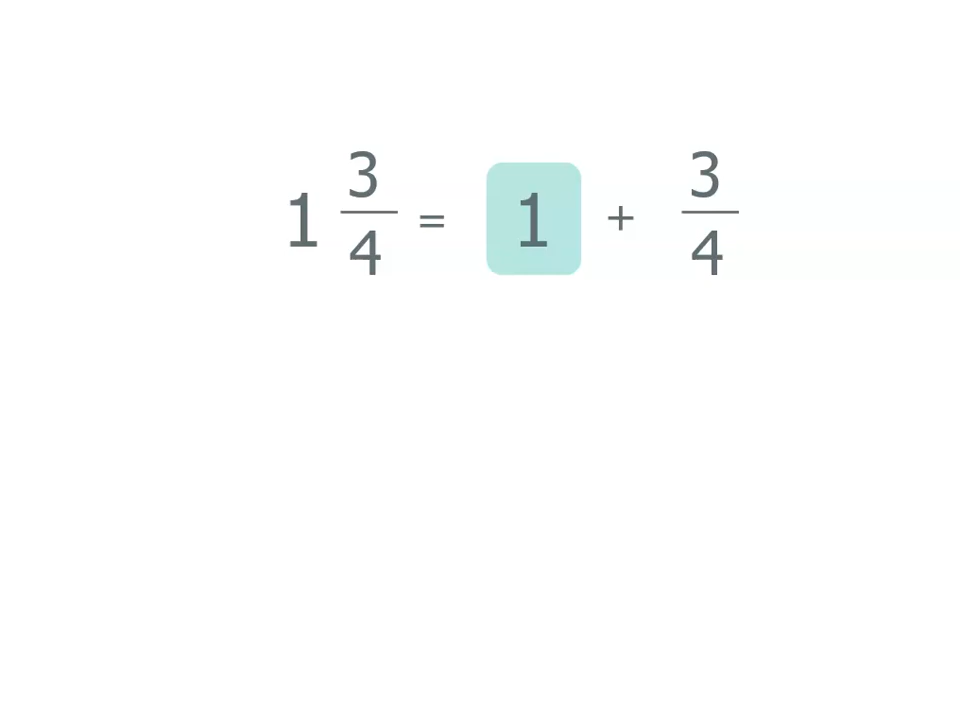 1 3/4 = 1 + 3/4